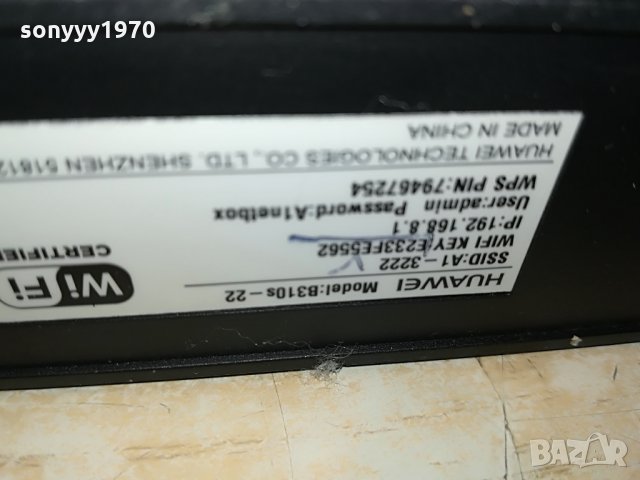 sonyyy1970
HUAWEI Model:B310s-22
SSID:A1-3222
WIFI KEY:E233FE5562
IP:192.168.8.1
User:admin Password:A1netbox
WPS PIN:79467254
HUAWEI TECHNOLOGIES CO., LTD. SHENZHEN
MADE IN CHINA
WiFi
CERTIFIED
BAZAR